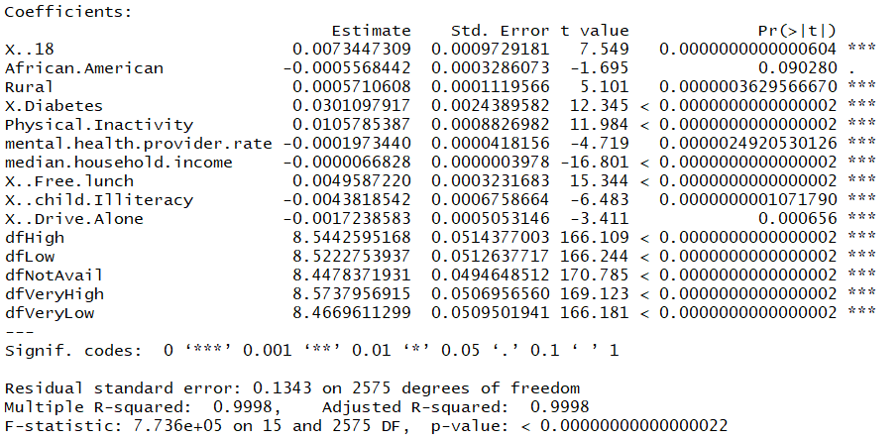 Coefficients:
Estimate Std. Error t value Pr(>|t|)
X..18 0.0073447309 0.0009729181 7.549 0.0000000000000604 ***
African.American -0.0005568442 0.0003286073 -1.695 0.090280 .
Rural 0.0005710608 0.0001119566 5.101 0.0000003629566670 ***
X.Diabetes 0.0301097917 0.0024389582 12.345 < 0.0000000000000002 ***
Physical.Inactivity 0.0105785387 0.0008826982 11.984 < 0.0000000000000002 ***
mental.health.provider.rate -0.0001973440 0.0000418156 -4.719 0.0000024920530126 ***
median.household.income -0.0000066828 0.0000003978 -16.801 < 0.0000000000000002 ***
X..Free.lunch 0.0049587220 0.0003231683 15.344 < 0.0000000000000002 ***
X..child.Illiteracy -0.0043818542 0.0006758664 -6.483 0.0000000001071790 ***
X..Drive.Alone -0.0017238583 0.0005053146 -3.411 0.000656 ***
dfHigh 8.5442595168 0.0514377003 166.109 < 0.0000000000000002 ***
dfLow 8.5222753937 0.0512637717 166.244 < 0.0000000000000002 ***
dfNotAvail 8.4478371931 0.0494648512 170.785 < 0.0000000000000002 ***
dfVeryHigh 8.5737956915 0.0506956560 169.123 < 0.0000000000000002 ***
dfVeryLow 8.4669611299 0.0509501941 166.181 < 0.0000000000000002 ***
---
Signif. codes: 0 ‘***’ 0.001 ‘**’ 0.01 ‘*’ 0.05 ‘.’ 0.1 ‘ ’ 1
Residual standard error: 0.1343 on 2575 degrees of freedom
Multiple R-squared: 0.9998, Adjusted R-squared: 0.9998
F-statistic: 7.736e+05 on 15 and 2575 DF, p-value: < 0.00000000000000022